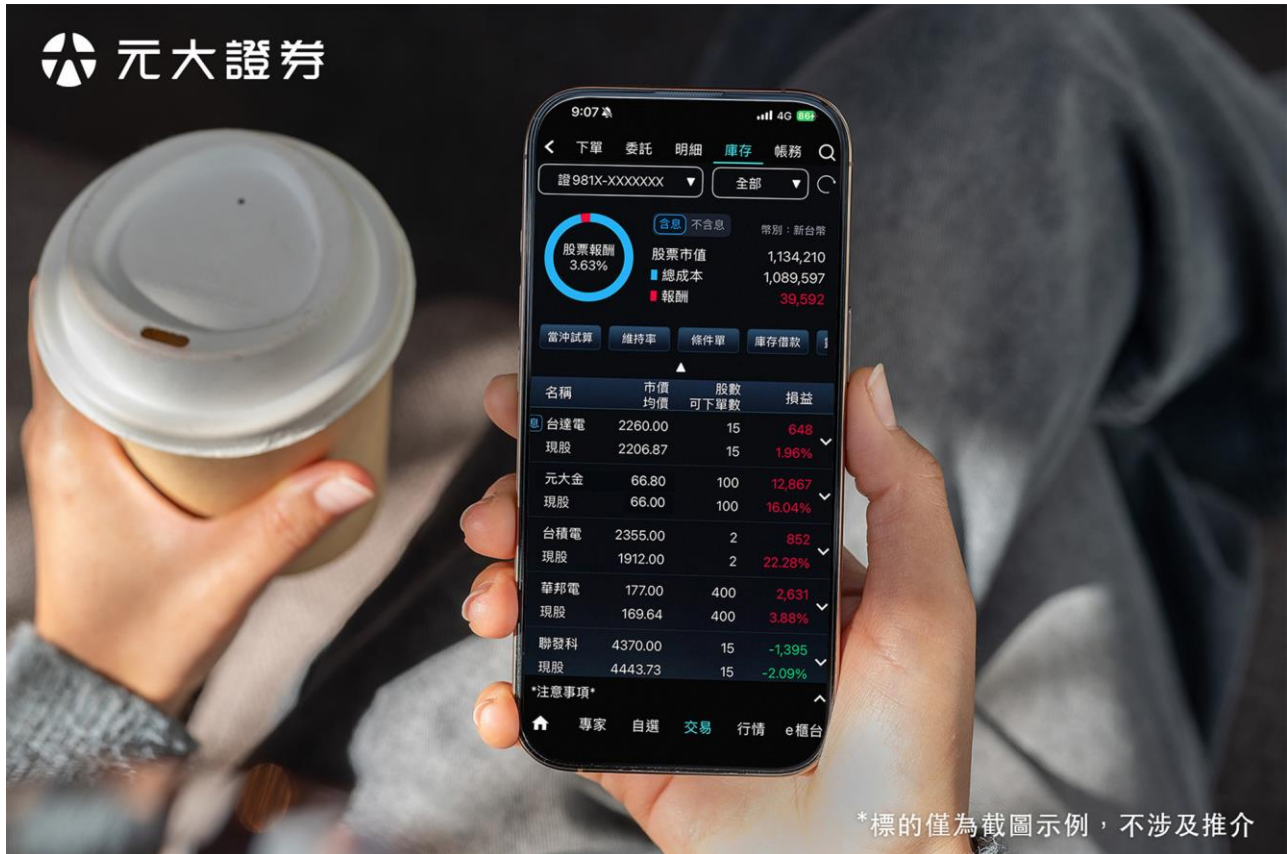 元大證券
9:07 4G 86
下單 委託 明細 庫存 帳務
證981X-XXXXXXX 全部
含息 不含息 幣別：新台幣
股票報酬
3.63%
股票市值 1,134,210
總成本 1,089,597
報酬 39,592
當沖試算 維持率 條件單 庫存借款
名稱 市價 股數 損益
均價 可下單數
息 台達電 2260.00 15 648
現股 2206.87 15 1.96%
元大金 66.80 100 12,867
現股 66.00 100 16.04%
台積電 2355.00 2 852
現股 1912.00 2 22.28%
華邦電 177.00 400 2,631
現股 169.64 400 3.88%
聯發科 4370.00 15 -1,395
現股 4443.73 15 -2.09%
*注意事項*
專家 自選 交易 行情 e櫃台
*標的僅為截圖示例，不涉及推介